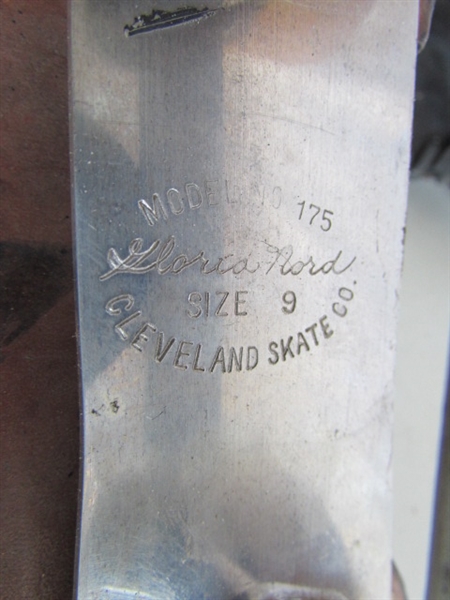 MODEL NO 175
Gloria Nord
SIZE 9
CLEVELAND SKATE CO.